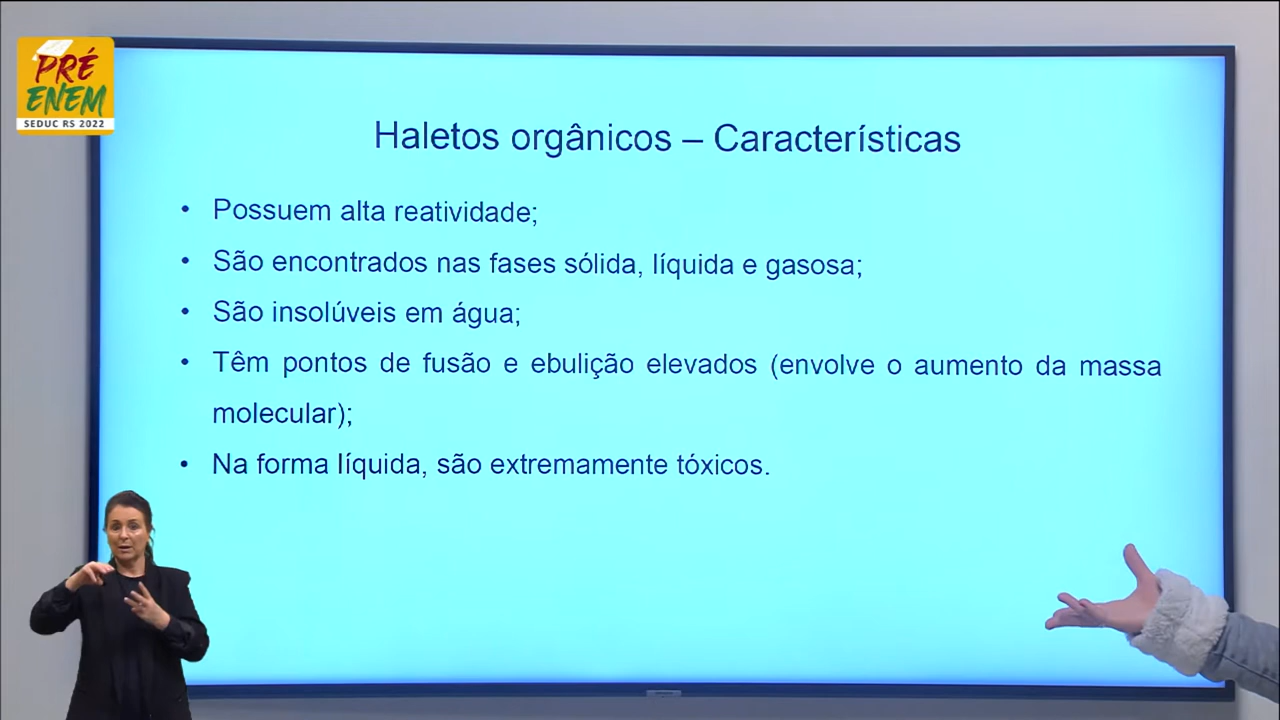 PRÉ
ENEM
SEDUC RS 2022
Haletos orgânicos – Características
• Possuem alta reatividade;
• São encontrados nas fases sólida, líquida e gasosa;
• São insolúveis em água;
• Têm pontos de fusão e ebulição elevados (envolve o aumento da massa
molecular);
• Na forma líquida, são extremamente tóxicos.